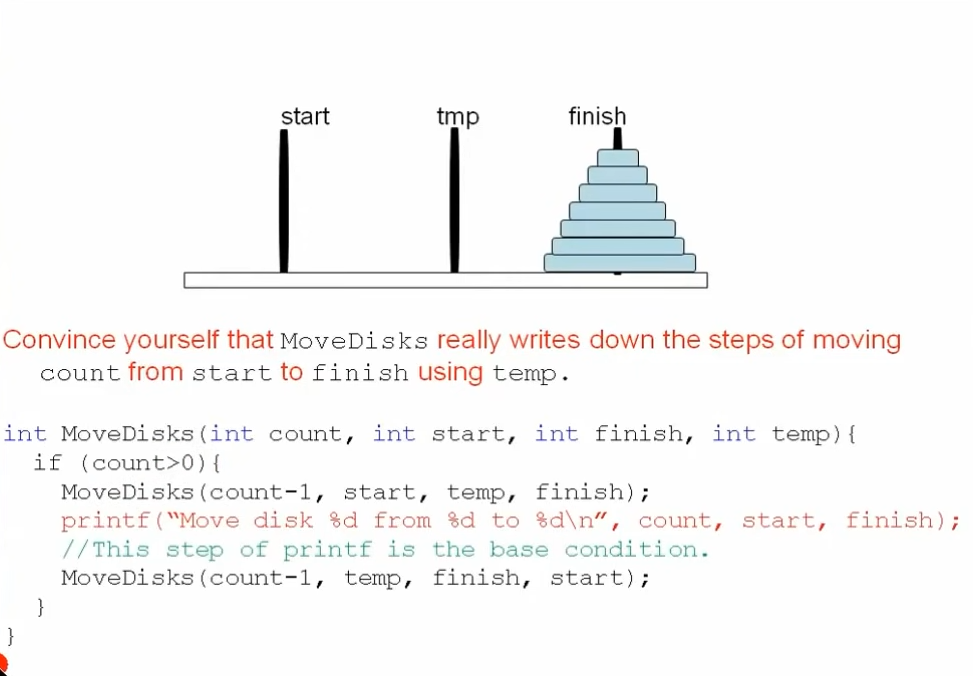 start tmp finish
Convince yourself that MoveDisks really writes down the steps of moving
count from start to finish using temp.
int MoveDisks(int count, int start, int finish, int temp){
if (count>0){
MoveDisks(count-1, start, temp, finish);
printf(“Move disk %d from %d to %d\n”, count, start, finish);
//This step of printf is the base condition.
MoveDisks(count-1, temp, finish, start);
}
}